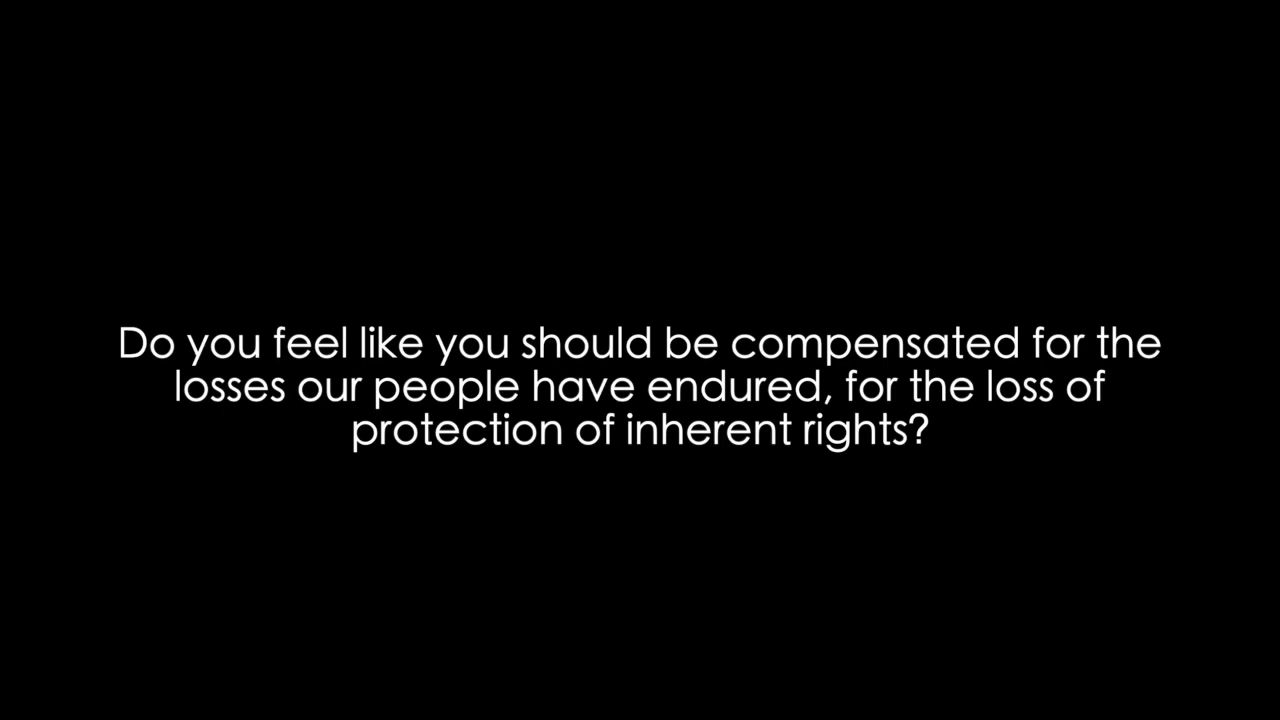 Do you feel like you should be compensated for the
losses our people have endured, for the loss of
protection of inherent rights?